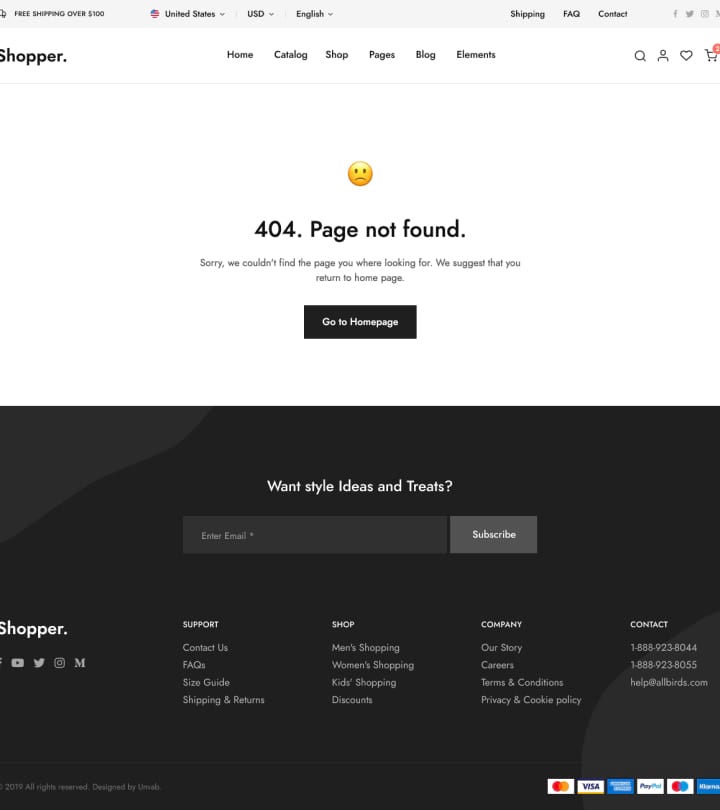 FREE SHIPPING OVER $100 United States USD English Shipping FAQ Contact
Shopper. Home Catalog Shop Pages Blog Elements
404. Page not found.
Sorry, we couldn't find the page you where looking for. We suggest that you
return to home page.
Go to Homepage
Want style Ideas and Treats?
Enter Email * Subscribe
Shopper.
SUPPORT
Contact Us
FAQs
Size Guide
Shipping & Returns
SHOP
Men's Shopping
Women's Shopping
Kids' Shopping
Discounts
COMPANY
Our Story
Careers
Terms & Conditions
Privacy & Cookie policy
CONTACT
1-888-923-8044
1-888-923-8055
help@allbirds.com
© 2019 All rights reserved. Designed by Unvab.
VISA PayPal Klarna